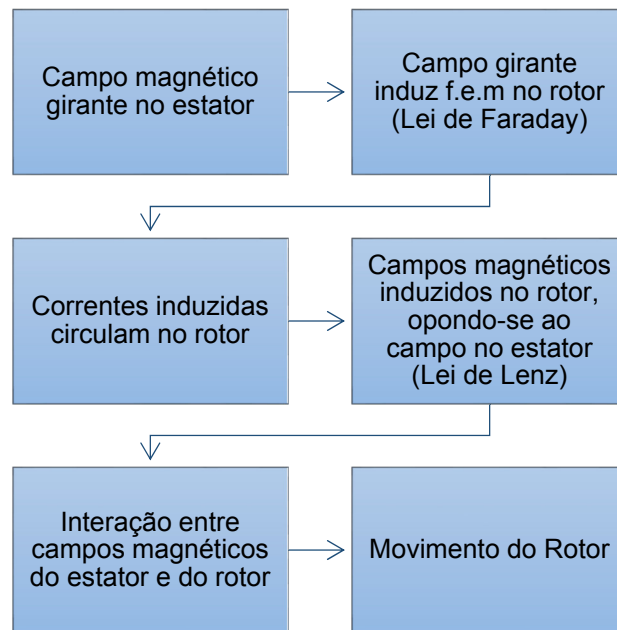 Campo magnético
girante no estator
Campo girante
induz f.e.m no rotor
(Lei de Faraday)
Correntes induzidas
circulam no rotor
Campos magnéticos
induzidos no rotor,
opondo-se ao
campo no estator
(Lei de Lenz)
Interação entre
campos magnéticos
do estator e do rotor
Movimento do Rotor